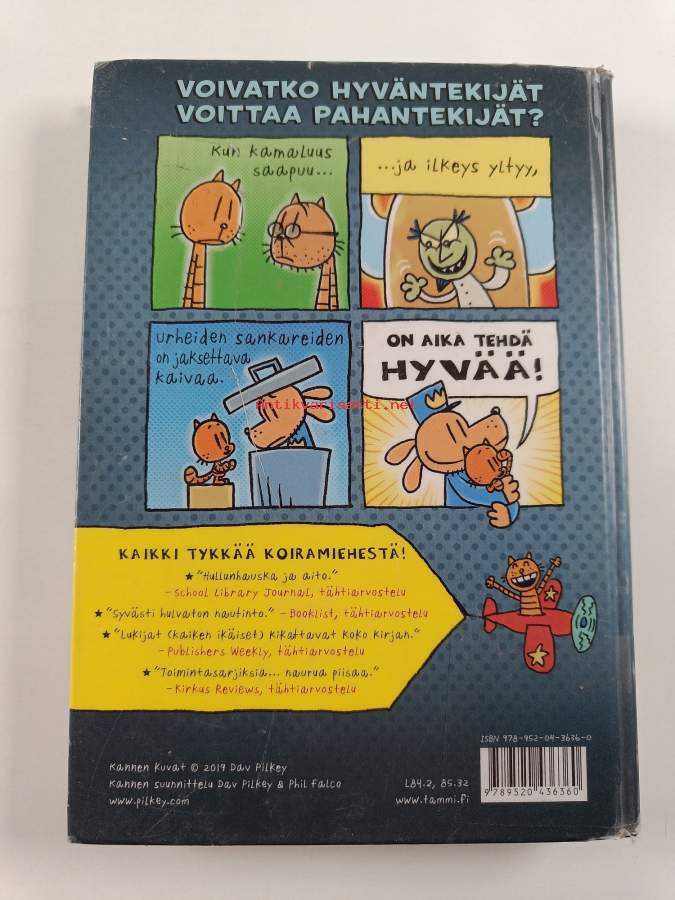 VOIVATKO HYVÄNTEKIJÄT
VOITTAA PAHANTEKIJÄT?
Kun kamaluus
saapuu...
...ja ilkeys yltyy,
urheiden sankareiden
on jaksettava
kaivaa.
ON AIKA TEHDÄ
HYVÄÄ!
Antikvariaatti.net
KAIKKI TYKKÄÄ KOIRAMIEHESTÄ!
★"Hullunhauska ja aito."
–School Library Journal, tähtiarvostelu
★"Syvästi hulvaton nautinto." –Booklist, tähtiarvostelu
★"Lukijat (kaiken ikäiset) kikattavat koko kirjan."
–Publishers Weekly, tähtiarvostelu
★"Toimintasarjiksia... naurua piisaa."
–Kirkus Reviews, tähtiarvostelu
ISBN 978-952-04-3636-0
Kannen kuvat © 2019 Dav Pilkey
Kannen suunnittelu Dav Pilkey & Phil Falco
www.pilkey.com
L84.2, 85.32
www.tammi.fi
9 789520 436360